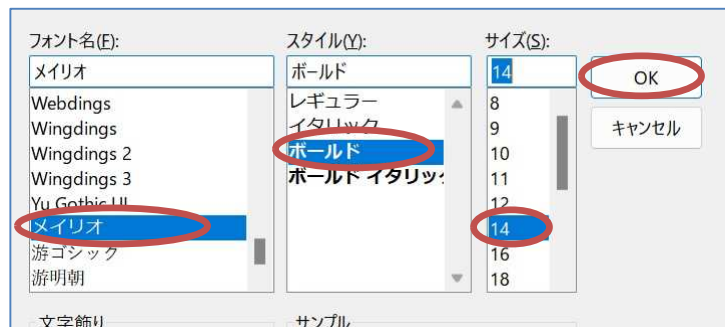 フォント名(F):
メイリオ
Webdings
Wingdings
Wingdings 2
Wingdings 3
Yu Gothic UI
メイリオ
游ゴシック
游明朝
スタイル(Y):
ボールド
レギュラー
イタリック
ボールド
ボールド イタリッ
サイズ(S):
14
8
9
10
11
12
14
16
18
OK
キャンセル
文字飾り
サンプル